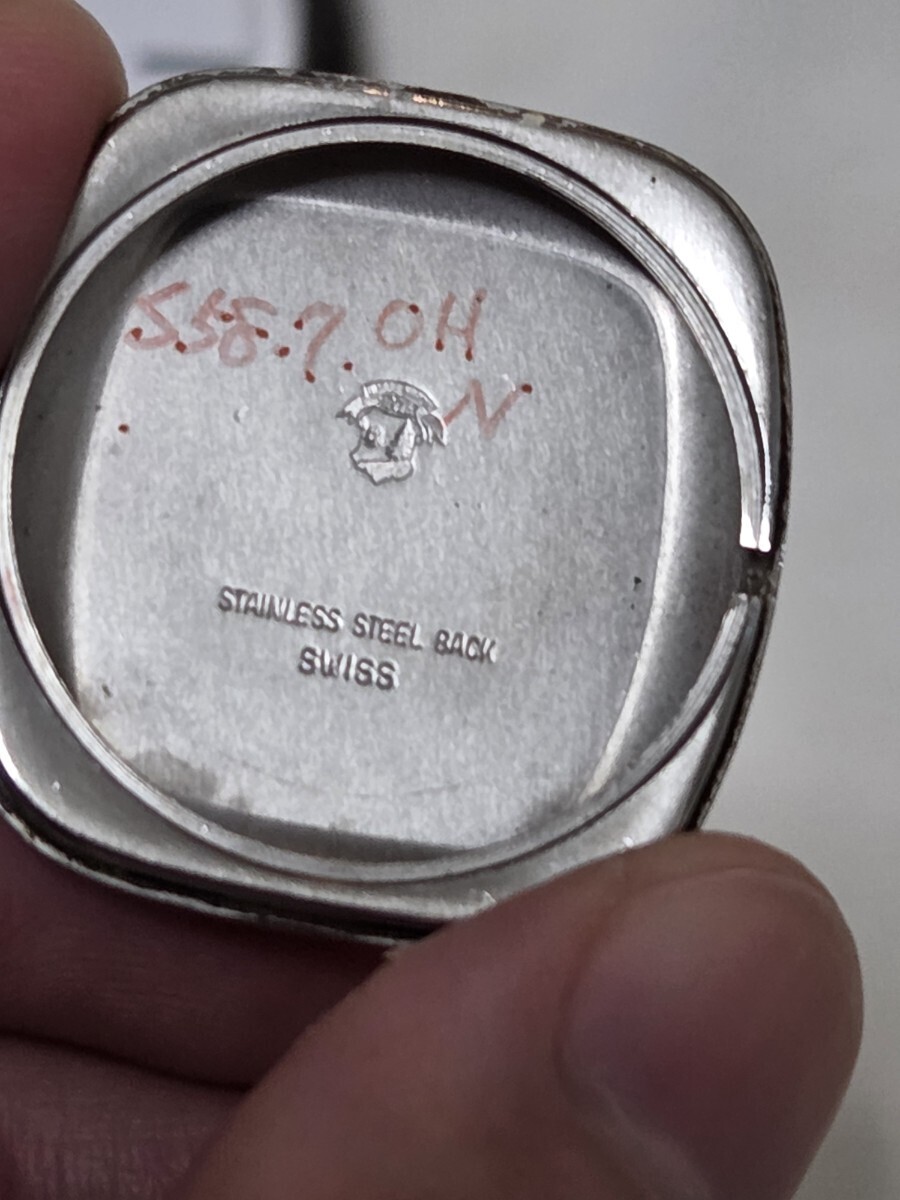 558.7. OH
N
STAINLESS STEEL BACK
SWISS